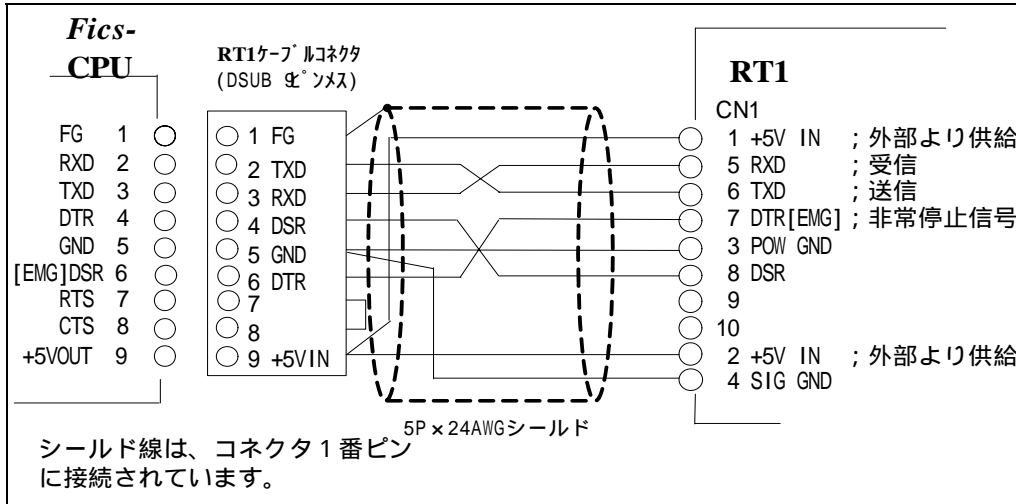 Fics-
CPU
FG 1
RXD 2
TXD 3
DTR 4
GND 5
[EMG]DSR 6
RTS 7
CTS 8
+5VOUT 9
RT1ケーブルコネクタ
(DSUB 9ピンメス)
1 FG
2 TXD
3 RXD
4 DSR
5 GND
6 DTR
7
8
9 +5VIN
5P×24AWGシールド
RT1
CN1
1 +5V IN ;外部より供給
5 RXD ;受信
6 TXD ;送信
7 DTR[EMG] ;非常停止信号
3 POW GND
8 DSR
9
10
2 +5V IN ;外部より供給
4 SIG GND
シールド線は、コネクタ1番ピン
に接続されています。